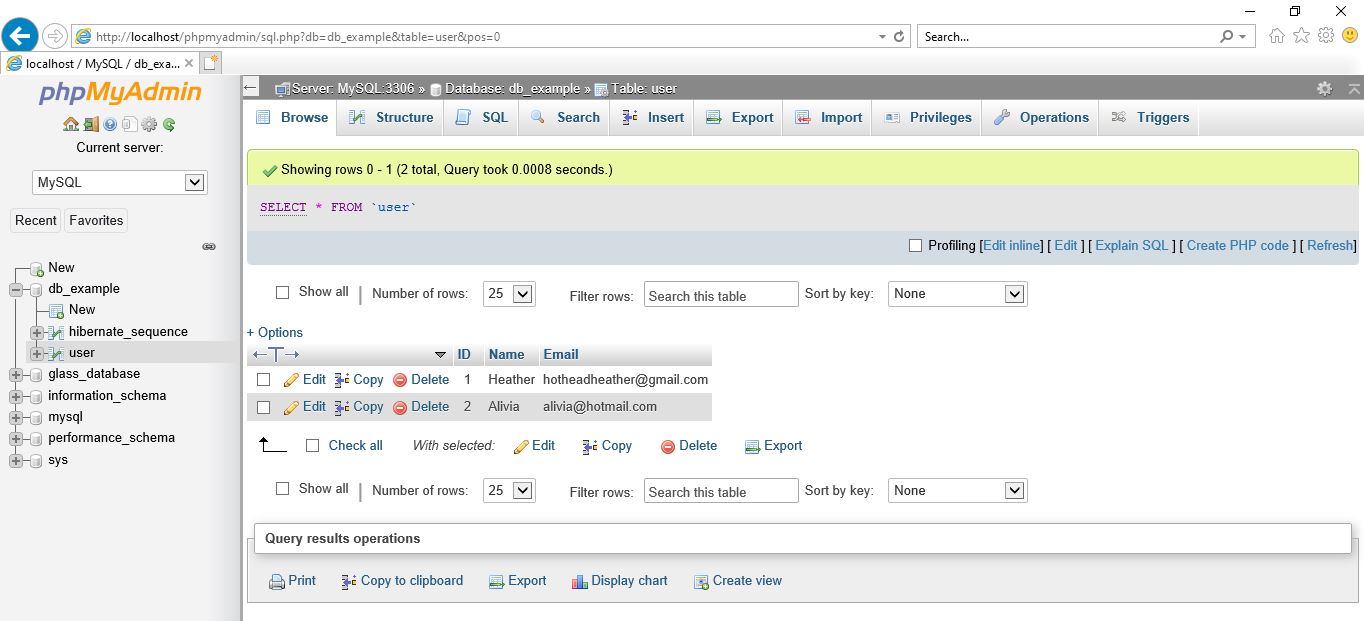 http://localhost/phpmyadmin/sql.php?db=db_example&table=user&pos=0
Search...
localhost / MySQL / db_exa...
phpMyAdmin
Current server:
MySQL
Recent Favorites
New
db_example
New
hibernate_sequence
user
glass_database
information_schema
mysql
performance_schema
sys
Server: MySQL:3306 » Database: db_example » Table: user
Browse Structure SQL Search Insert Export Import Privileges Operations Triggers
Showing rows 0 - 1 (2 total, Query took 0.0008 seconds.)
SELECT * FROM `user`
Profiling [Edit inline] [ Edit ] [ Explain SQL ] [ Create PHP code ] [ Refresh]
Show all | Number of rows: 25 Filter rows: Search this table Sort by key: None
+ Options
←T→ ID Name Email
Edit Copy Delete 1 Heather hotheadheather@gmail.com
Edit Copy Delete 2 Alivia alivia@hotmail.com
Check all With selected: Edit Copy Delete Export
Show all | Number of rows: 25 Filter rows: Search this table Sort by key: None
Query results operations
Print Copy to clipboard Export Display chart Create view